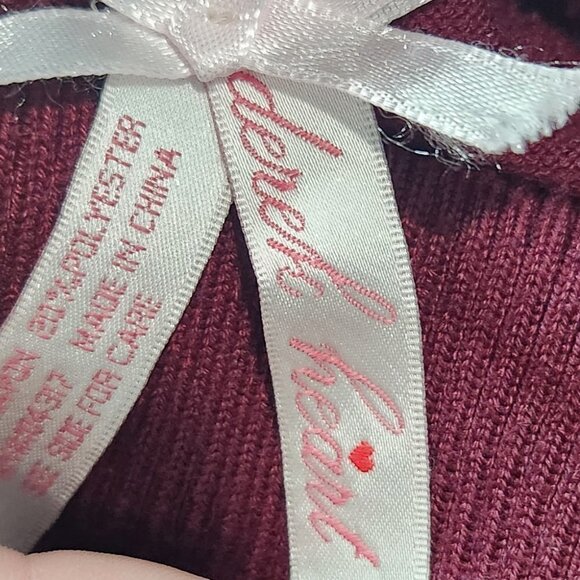 derek heart
20% POLYESTER
MADE IN CHINA
SIDE FOR CARE